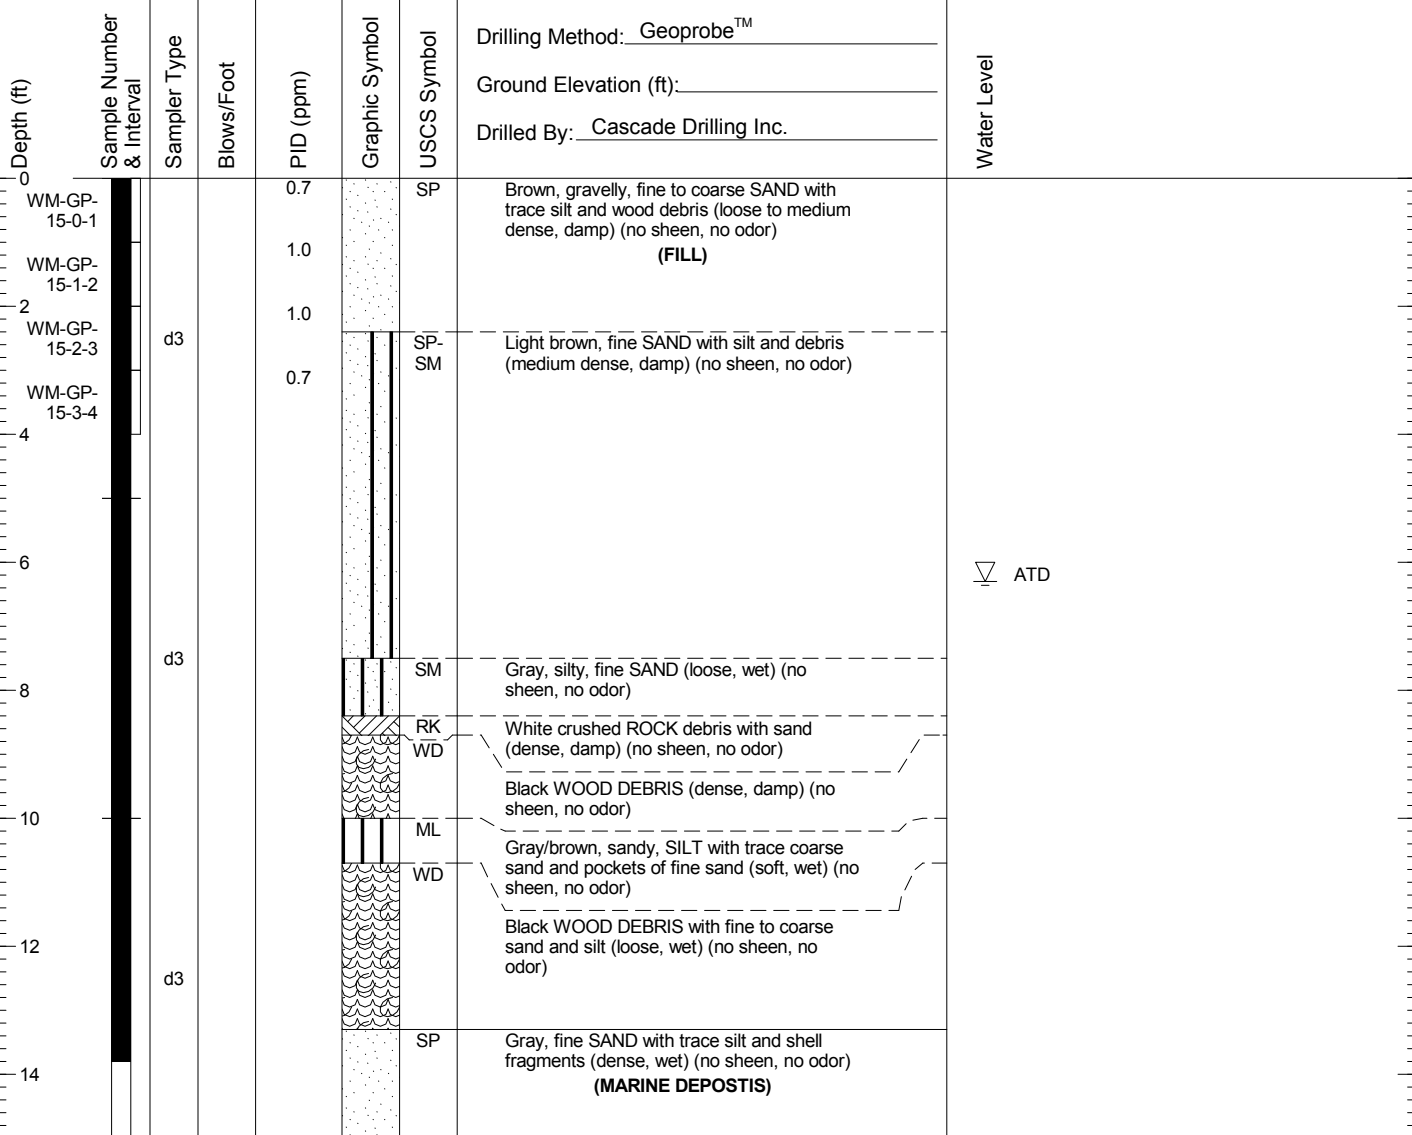 Depth (ft)
Sample Number
& Interval
Sampler Type
Blows/Foot
PID (ppm)
Graphic Symbol
USCS Symbol
Drilling Method: Geoprobe™
Ground Elevation (ft):
Drilled By: Cascade Drilling Inc.
Water Level
0
WM-GP-
15-0-1
0.7
SP
Brown, gravelly, fine to coarse SAND with
trace silt and wood debris (loose to medium
dense, damp) (no sheen, no odor)
(FILL)
1.0
WM-GP-
15-1-2
2
1.0
WM-GP-
15-2-3
d3
SP-
SM
Light brown, fine SAND with silt and debris
(medium dense, damp) (no sheen, no odor)
0.7
WM-GP-
15-3-4
4
6
ATD
d3
SM
Gray, silty, fine SAND (loose, wet) (no
sheen, no odor)
8
RK
White crushed ROCK debris with sand
(dense, damp) (no sheen, no odor)
WD
Black WOOD DEBRIS (dense, damp) (no
sheen, no odor)
10
ML
Gray/brown, sandy, SILT with trace coarse
sand and pockets of fine sand (soft, wet) (no
sheen, no odor)
WD
Black WOOD DEBRIS with fine to coarse
sand and silt (loose, wet) (no sheen, no
odor)
12
d3
SP
Gray, fine SAND with trace silt and shell
fragments (dense, wet) (no sheen, no odor)
(MARINE DEPOSTIS)
14